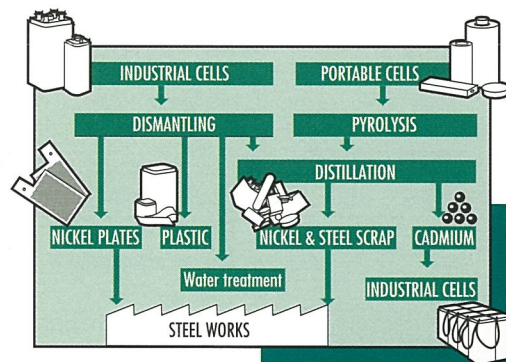 INDUSTRIAL CELLS
PORTABLE CELLS
DISMANTLING
PYROLYSIS
DISTILLATION
NICKEL PLATES
PLASTIC
NICKEL & STEEL SCRAP
CADMIUM
Water treatment
INDUSTRIAL CELLS
STEEL WORKS